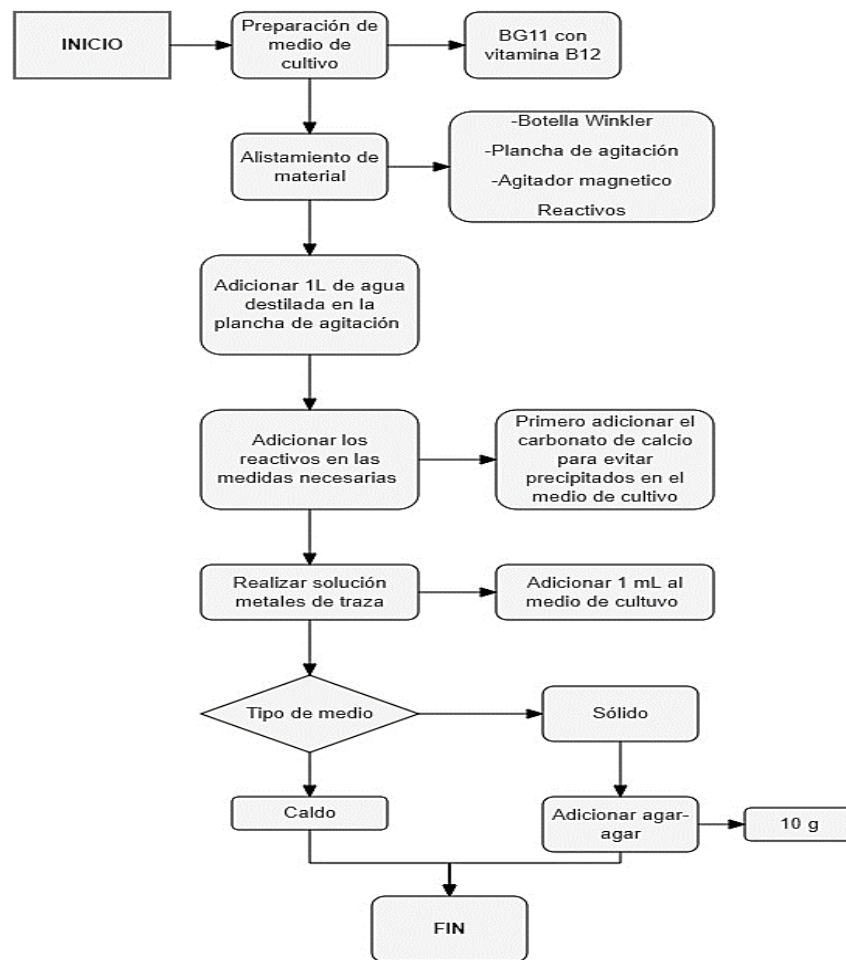 INICIO
Preparación de
medio de
cultivo
BG11 con
vitamina B12
Alistamiento de
material
-Botella Winkler
-Plancha de agitación
-Agitador magnetico
Reactivos
Adicionar 1L de agua
destilada en la
plancha de agitación
Adicionar los
reactivos en las
medidas necesarias
Primero adicionar el
carbonato de calcio
para evitar
precipitados en el
medio de cultivo
Realizar solución
metales de traza
Adicionar 1 mL al
medio de cultuvo
Tipo de medio
Sólido
Caldo
Adicionar agar-
agar
10 g
FIN